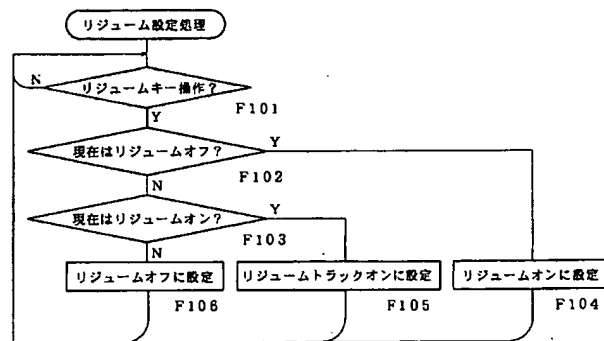 リジューム設定処理
N
リジュームキー操作？
F101
Y
現在はリジュームオフ？
Y
F102
N
現在はリジュームオン？
Y
F103
N
リジュームオフに設定
リジュームトラックオンに設定
リジュームオンに設定
F106
F105
F104